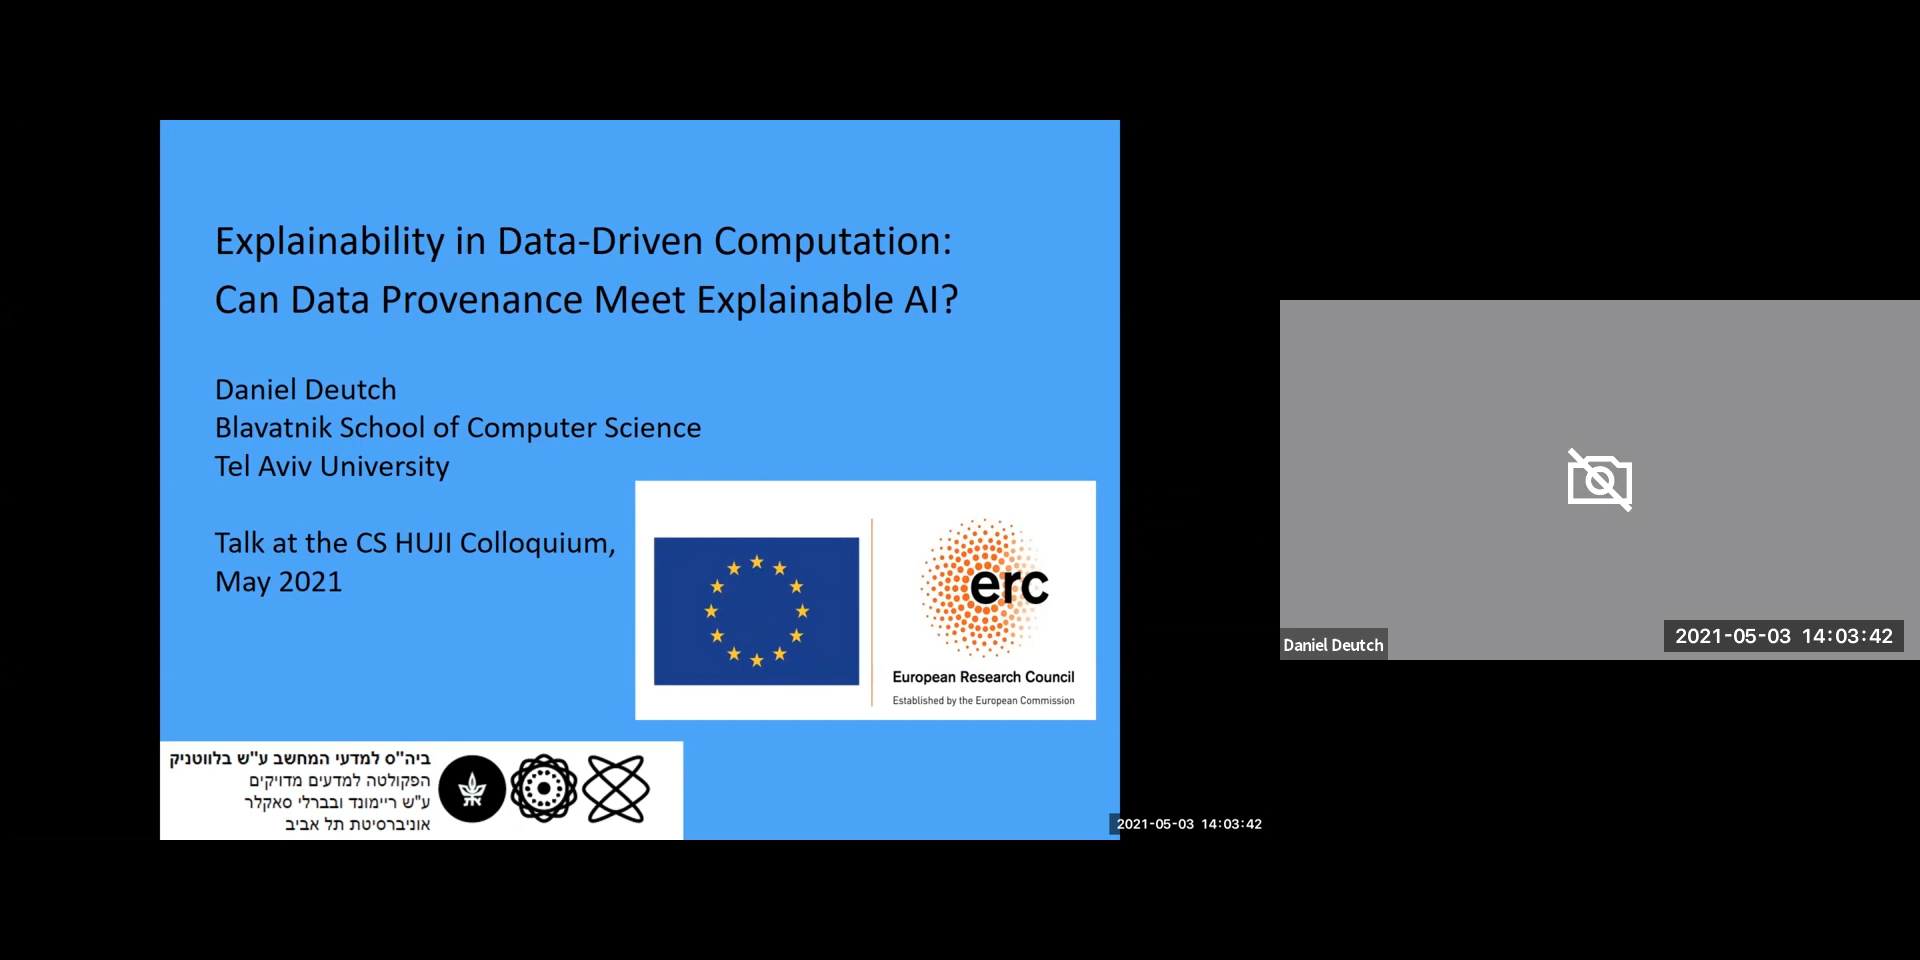 Explainability in Data-Driven Computation:
Can Data Provenance Meet Explainable AI?
Daniel Deutch
Blavatnik School of Computer Science
Tel Aviv University
Talk at the CS HUJI Colloquium,
May 2021
erc
European Research Council
Established by the European Commission
ביה"ס למדעי המחשב ע"ש בלווטניק
הפקולטה למדעים מדויקים
ע"ש ריימונד ובברלי סאקלר
אוניברסיטת תל אביב
2021-05-03 14:03:42
Daniel Deutch
2021-05-03 14:03:42